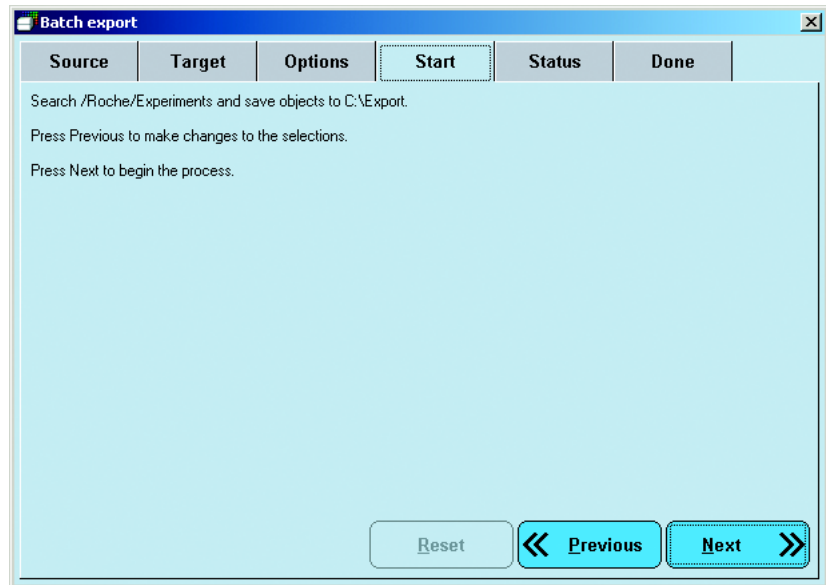 Batch export
Source Target Options Start Status Done
Search /Roche/Experiments and save objects to C:\Export.
Press Previous to make changes to the selections.
Press Next to begin the process.
Reset Previous Next